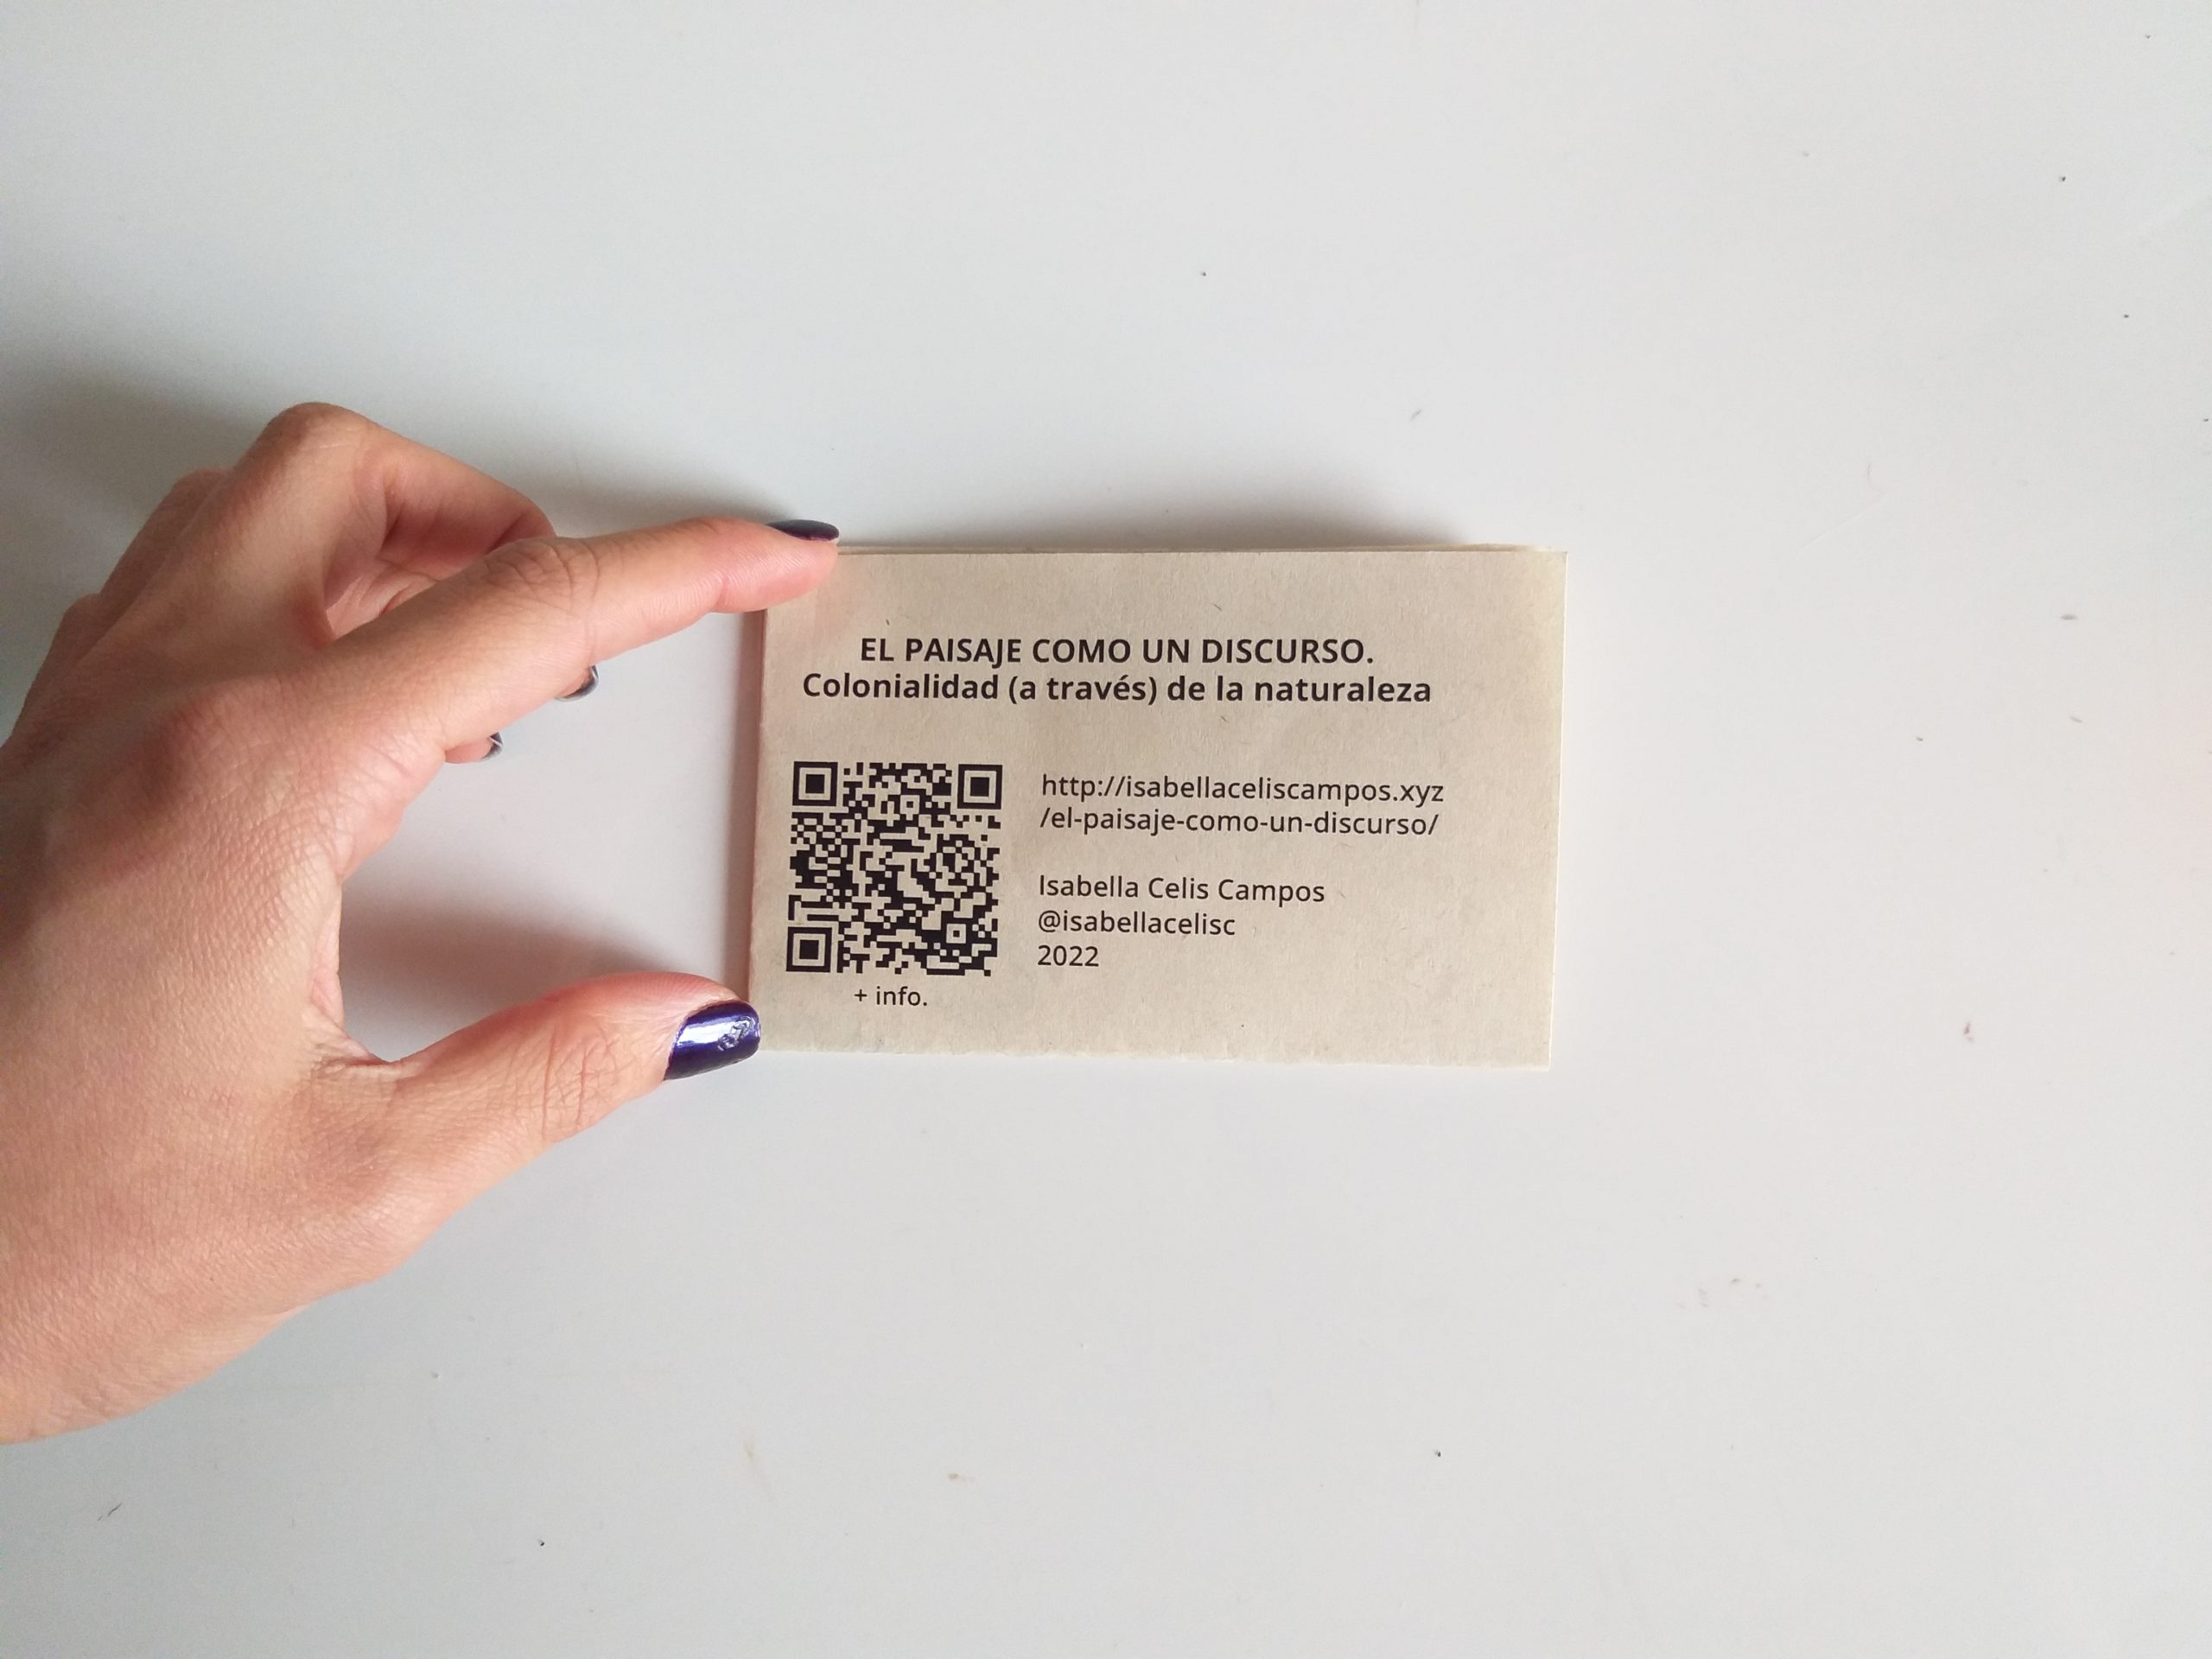 EL PAISAJE COMO UN DISCURSO.
Colonialidad (a través) de la naturaleza
http://isabellaceliscampos.xyz
/el-paisaje-como-un-discurso/
Isabella Celis Campos
@isabellacelisc
2022
+ info.